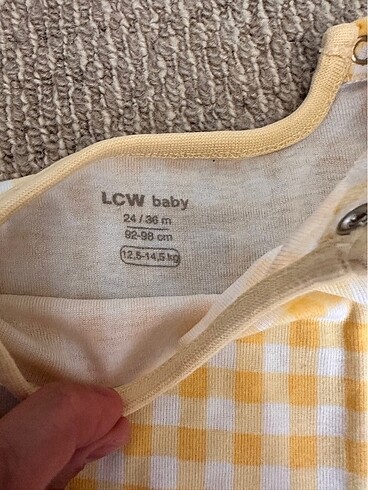 LCW baby
24 / 36 m
92-98 cm
12,5-14,5 kg